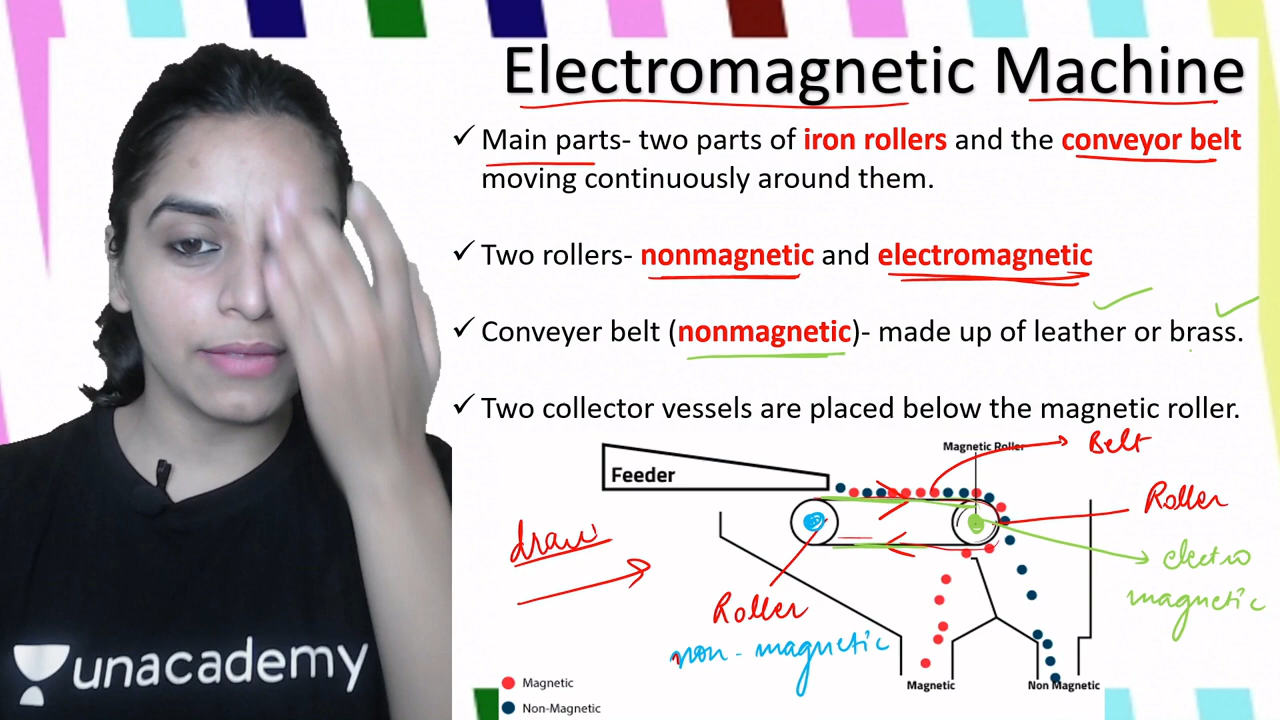 Electromagnetic Machine
✓ Main parts- two parts of iron rollers and the conveyor belt
moving continuously around them.
✓ Two rollers- nonmagnetic and electromagnetic
✓ Conveyer belt (nonmagnetic)- made up of leather or brass.
✓ Two collector vessels are placed below the magnetic roller.
Magnetic Roller
Belt
Feeder
Roller
draw
electro
magnetic
Roller
non-magnetic
unacademy
Magnetic
Non Magnetic
Magnetic
Non-Magnetic